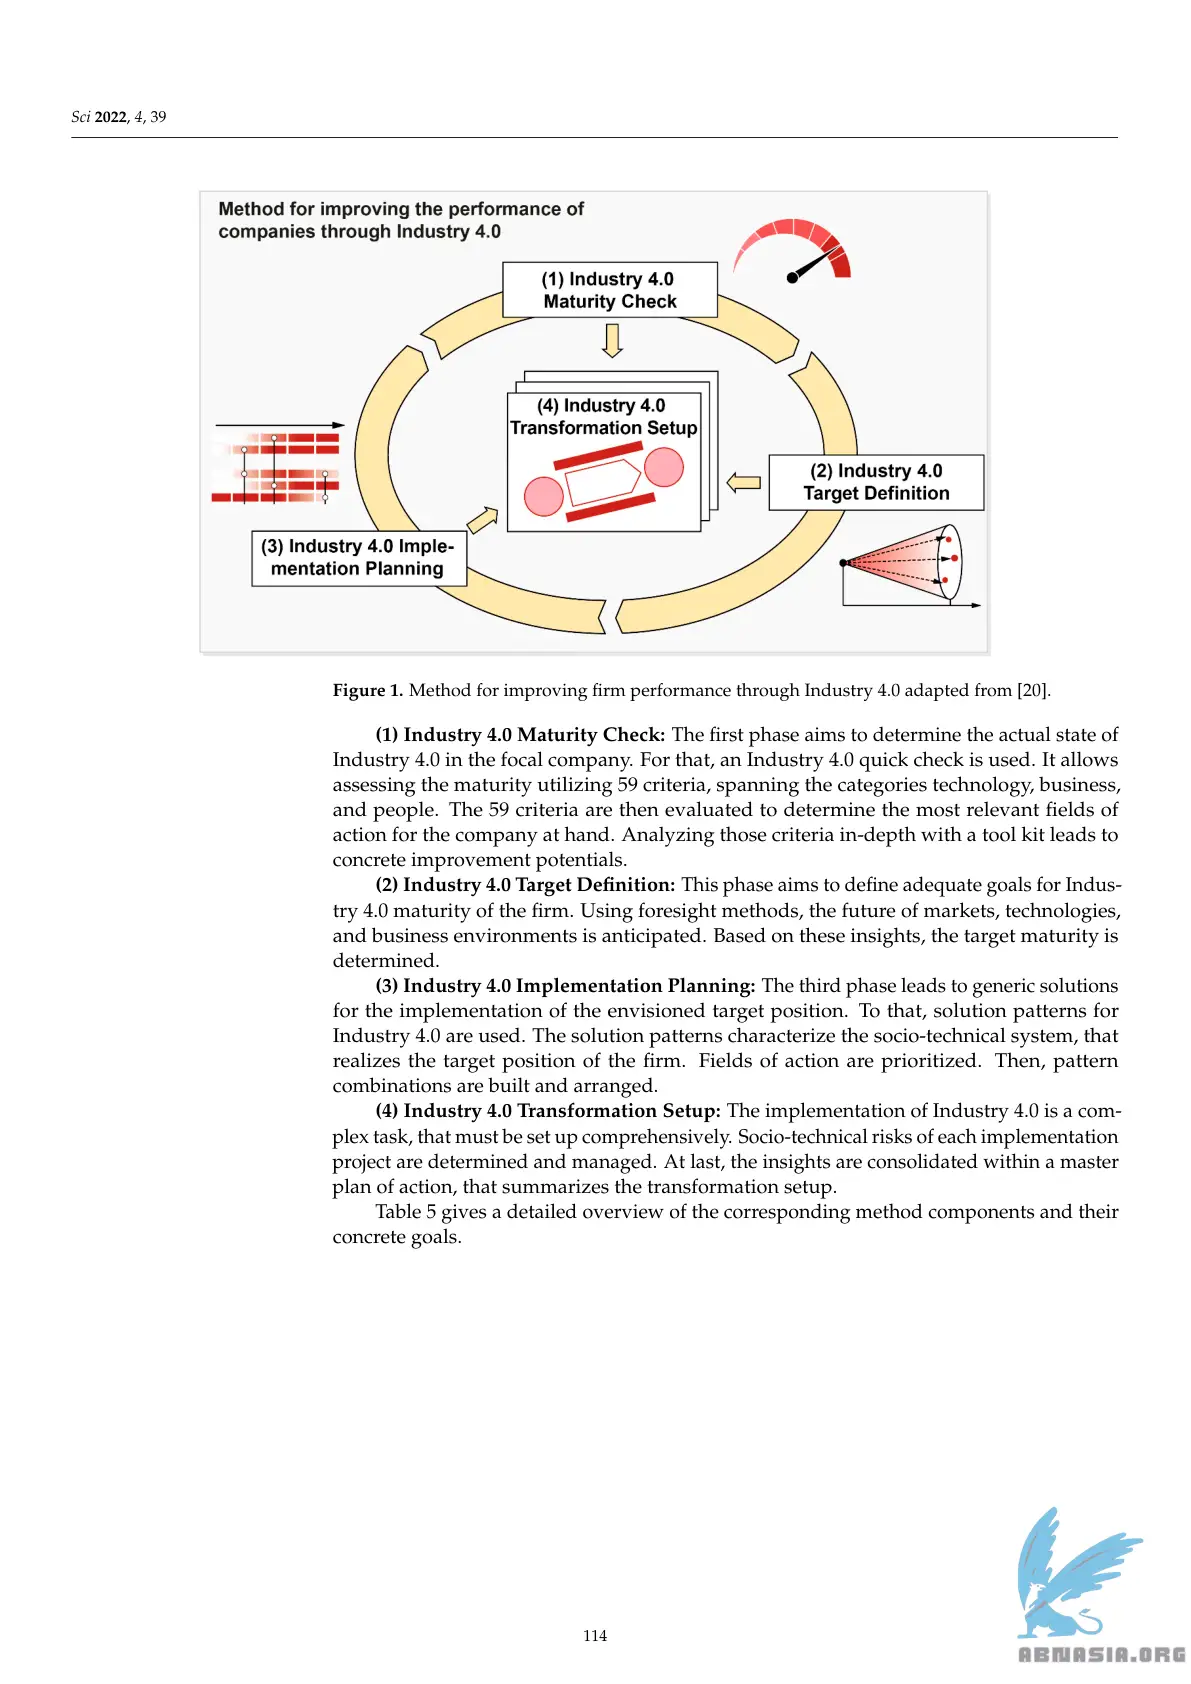 Sci 2022, 4, 39
Method for improving the performance of
companies through Industry 4.0
(1) Industry 4.0
Maturity Check
(4) Industry 4.0
Transformation Setup
(2) Industry 4.0
Target Definition
(3) Industry 4.0 Imple-
mentation Planning
Figure 1. Method for improving firm performance through Industry 4.0 adapted from [20].
(1) Industry 4.0 Maturity Check: The first phase aims to determine the actual state of
Industry 4.0 in the focal company. For that, an Industry 4.0 quick check is used. It allows
assessing the maturity utilizing 59 criteria, spanning the categories technology, business,
and people. The 59 criteria are then evaluated to determine the most relevant fields of
action for the company at hand. Analyzing those criteria in-depth with a tool kit leads to
concrete improvement potentials.
(2) Industry 4.0 Target Definition: This phase aims to define adequate goals for Indus-
try 4.0 maturity of the firm. Using foresight methods, the future of markets, technologies,
and business environments is anticipated. Based on these insights, the target maturity is
determined.
(3) Industry 4.0 Implementation Planning: The third phase leads to generic solutions
for the implementation of the envisioned target position. To that, solution patterns for
Industry 4.0 are used. The solution patterns characterize the socio-technical system, that
realizes the target position of the firm. Fields of action are prioritized. Then, pattern
combinations are built and arranged.
(4) Industry 4.0 Transformation Setup: The implementation of Industry 4.0 is a com-
plex task, that must be set up comprehensively. Socio-technical risks of each implementation
project are determined and managed. At last, the insights are consolidated within a master
plan of action, that summarizes the transformation setup.
Table 5 gives a detailed overview of the corresponding method components and their
concrete goals.
114
ABNASIA.ORG